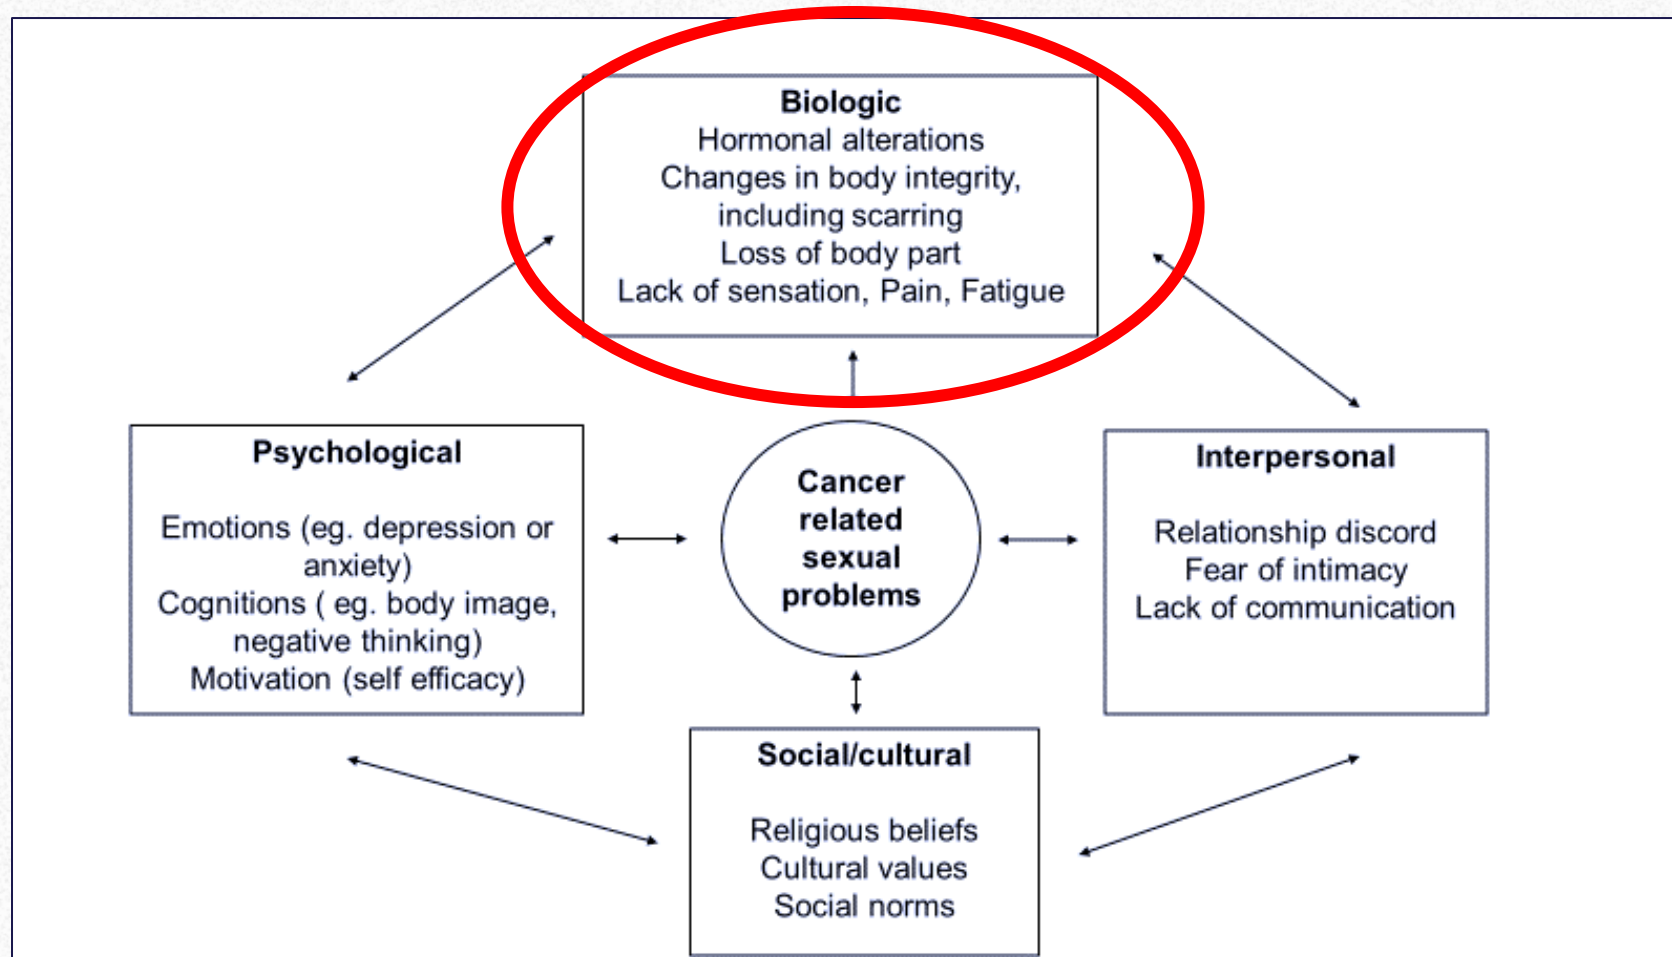 Biologic
Hormonal alterations
Changes in body integrity,
including scarring
Loss of body part
Lack of sensation, Pain, Fatigue
Psychological
Emotions (eg. depression or
anxiety)
Cognitions ( eg. body image,
negative thinking)
Motivation (self efficacy)
Cancer
related
sexual
problems
Interpersonal
Relationship discord
Fear of intimacy
Lack of communication
Social/cultural
Religious beliefs
Cultural values
Social norms